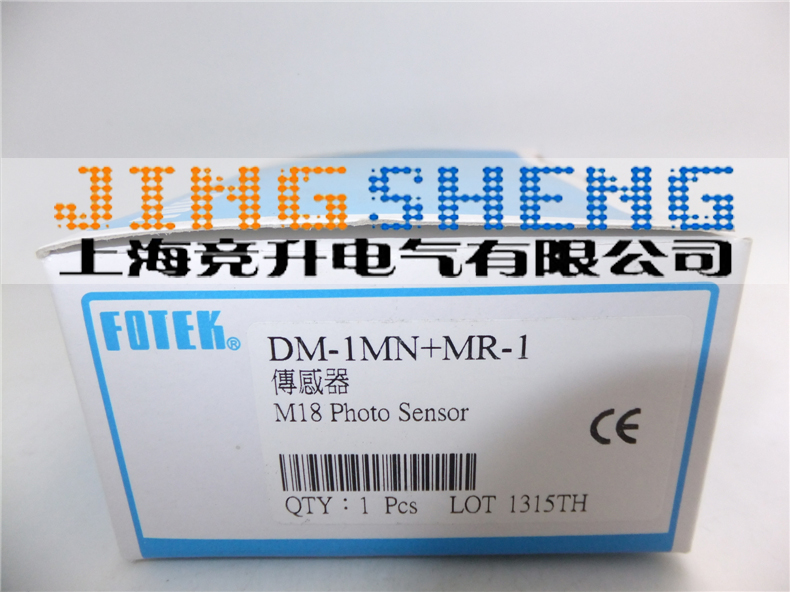 JINGSHENG
上海竞升电气有限公司
FOTEK®
DM-1MN+MR-1
傳感器
M18 Photo Sensor
CE
QTY：1 Pcs LOT 1315TH